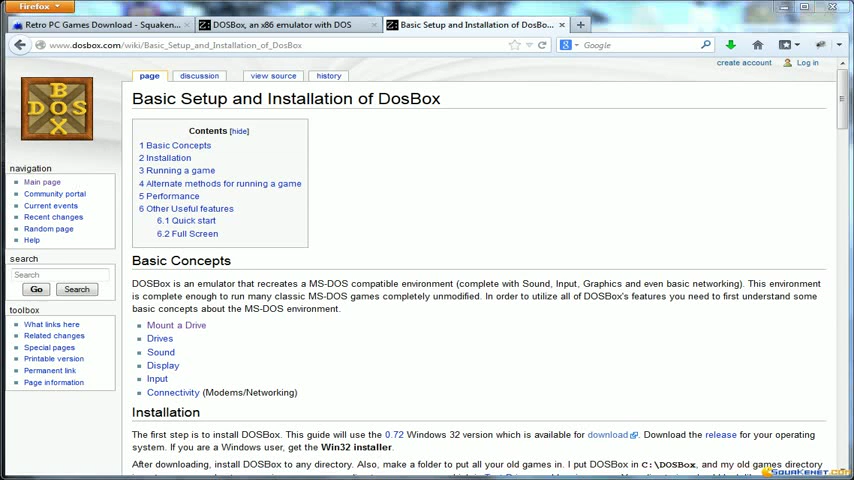 Firefox
Retro PC Games Download - Squaken...
DOSBox, an x86 emulator with DOS
Basic Setup and Installation of DosBo...
www.dosbox.com/wiki/Basic_Setup_and_Installation_of_DosBox
Google
create account
Log in
page
discussion
view source
history
BOX
DOS
Basic Setup and Installation of DosBox
Contents [hide]
1 Basic Concepts
2 Installation
3 Running a game
4 Alternate methods for running a game
5 Performance
6 Other Useful features
6.1 Quick start
6.2 Full Screen
navigation
Main page
Community portal
Current events
Recent changes
Random page
Help
search
Search
Go
Search
toolbox
What links here
Related changes
Special pages
Printable version
Permanent link
Page information
Basic Concepts
DOSBox is an emulator that recreates a MS-DOS compatible environment (complete with Sound, Input, Graphics and even basic networking). This environment
is complete enough to run many classic MS-DOS games completely unmodified. In order to utilize all of DOSBox's features you need to first understand some
basic concepts about the MS-DOS environment.
Mount a Drive
Drives
Sound
Display
Input
Connectivity (Modems/Networking)
Installation
The first step is to install DOSBox. This guide will use the 0.72 Windows 32 version which is available for download. Download the release for your operating
system. If you are a Windows user, get the Win32 installer.
After downloading, install DOSBox to any directory. Also, make a folder to put all your old games in. I put DOSBox in C:\DOSBox, and my old games directory
SquaKeNet.com